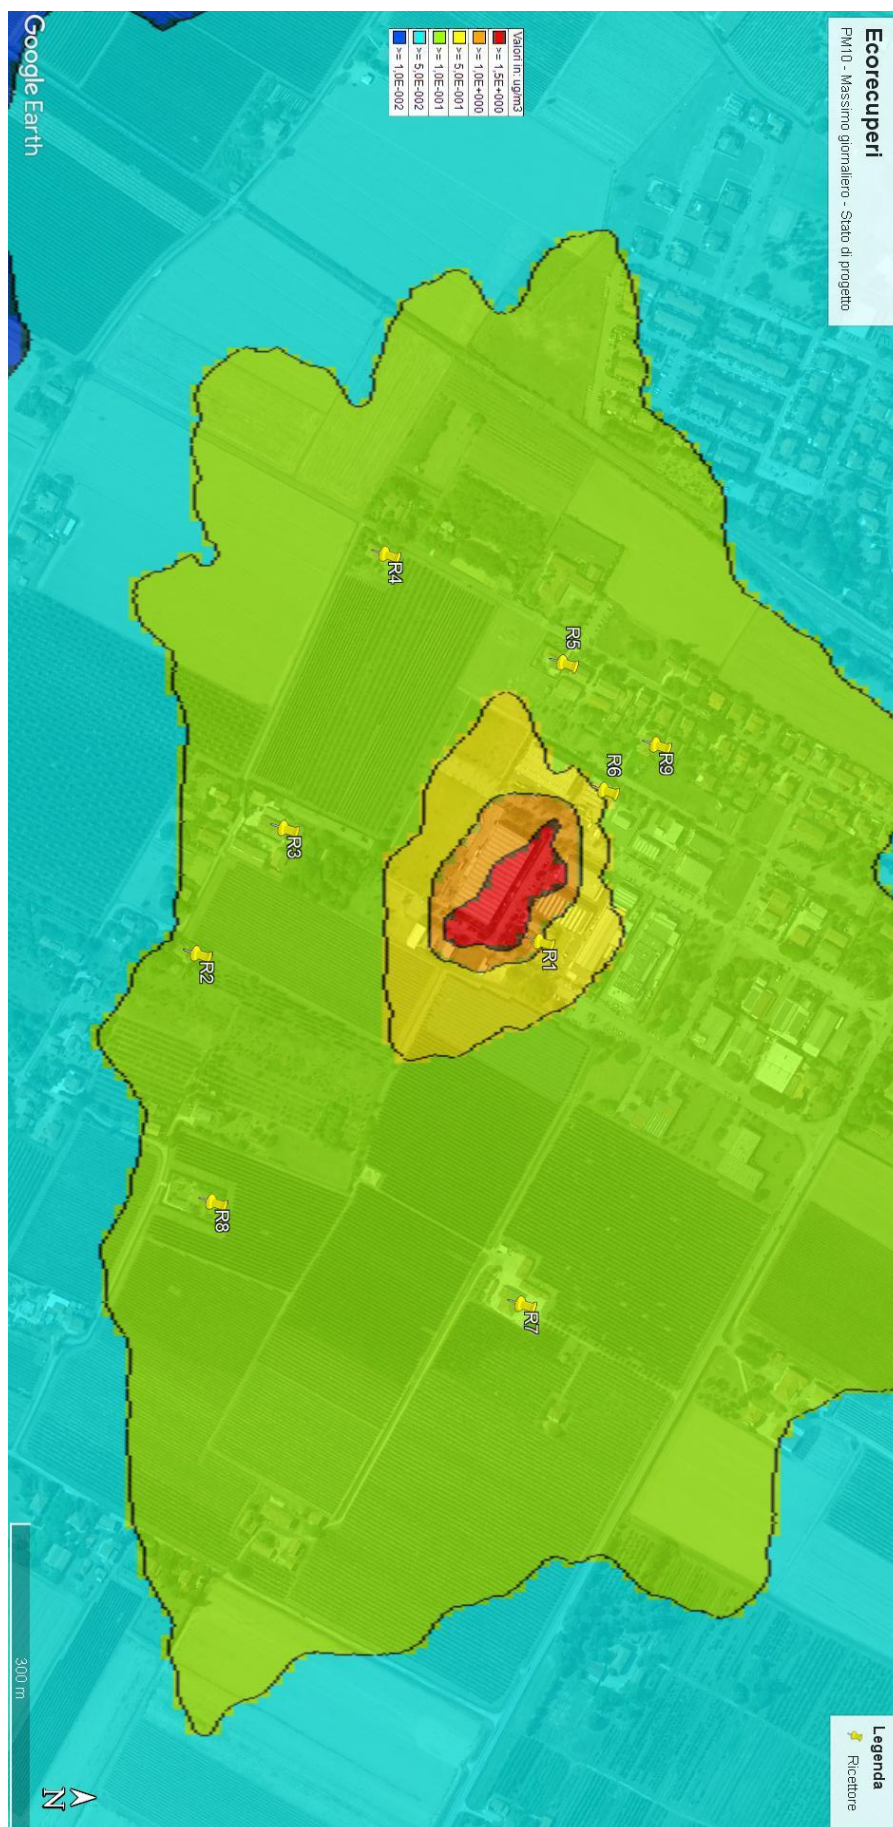 Ecorecuperi
PM10 - Massimo giornaliero - Stato di progetto
Valori in: ug/m3
>= 1,5E+000
>= 1,0E+000
>= 5,0E-001
>= 1,0E-001
>= 5,0E-002
>= 1,0E-002
Legenda
Ricettore
R9
R5
R6
R1
R4
R7
R3
R2
R8
Google Earth
300 m
N